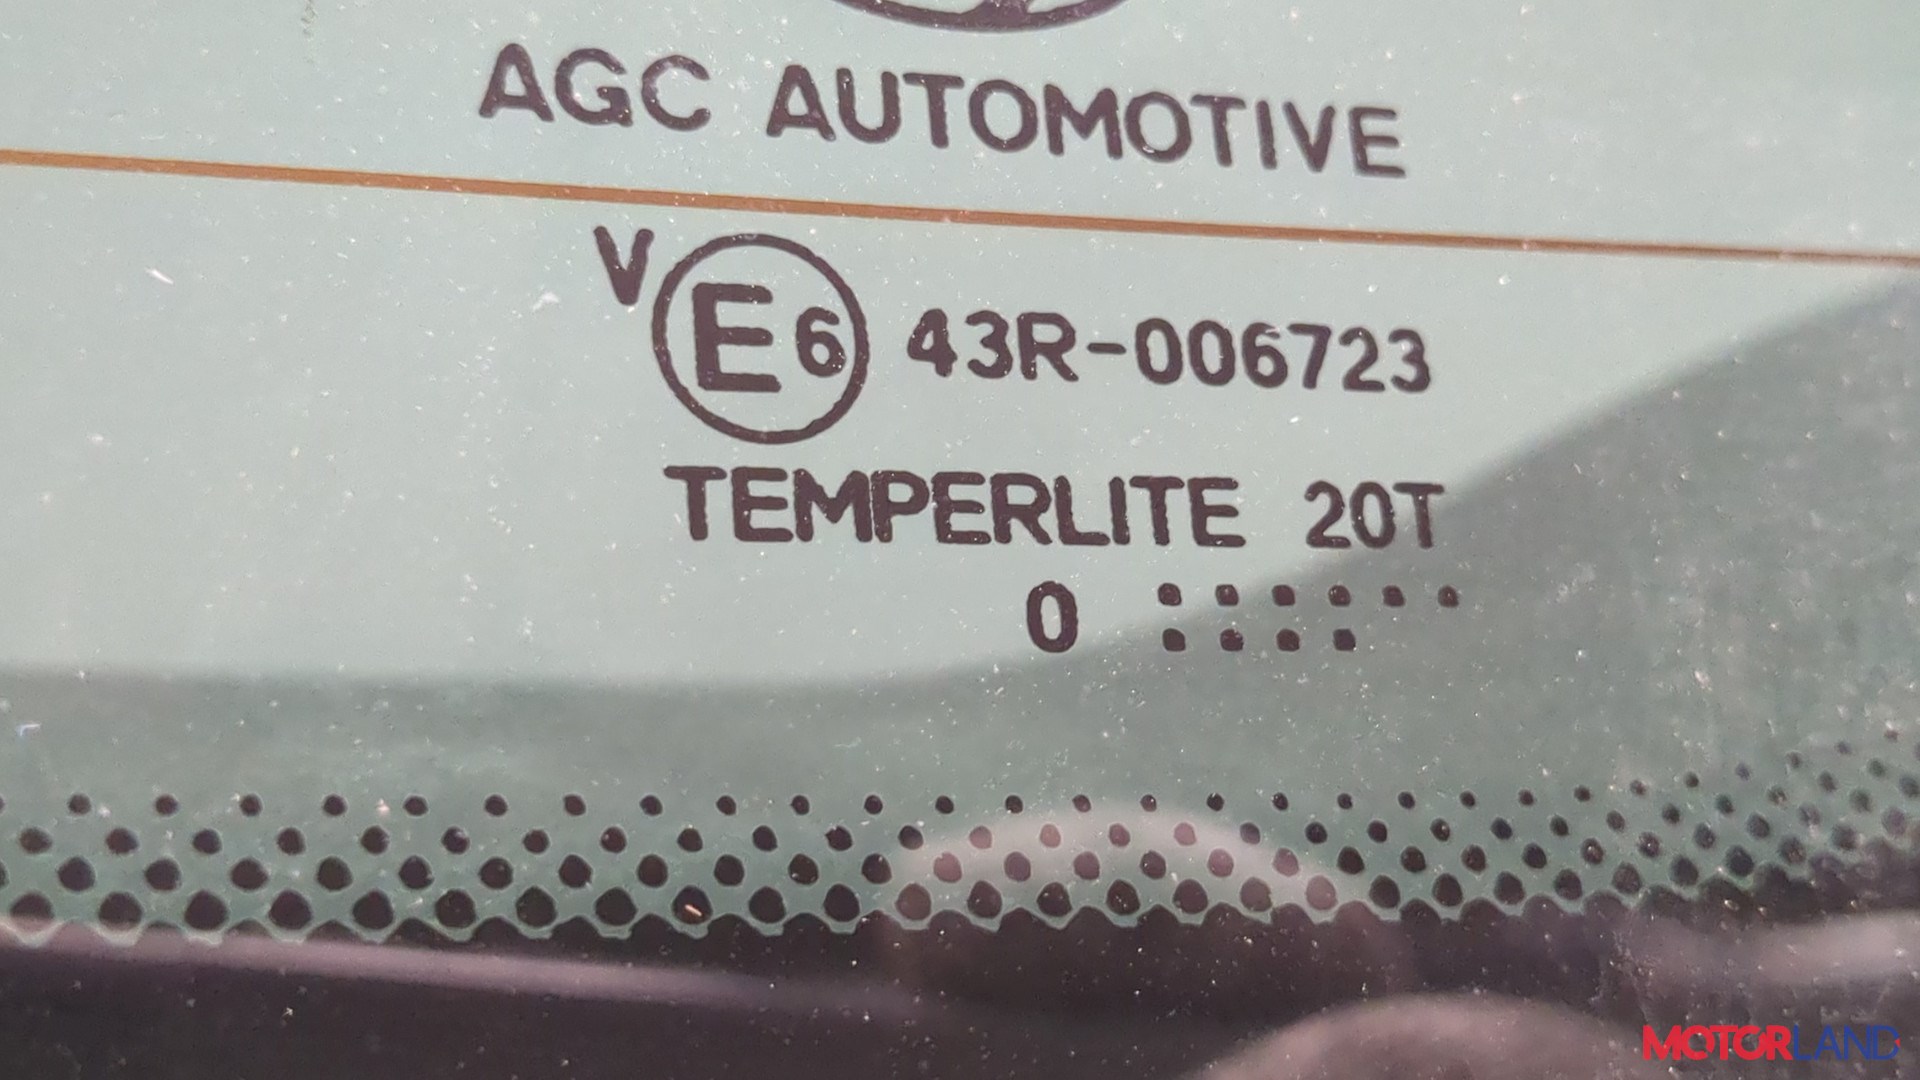 AGC AUTOMOTIVE
V E6 43R-006723
TEMPERLITE 20T
0
MOTORLAND